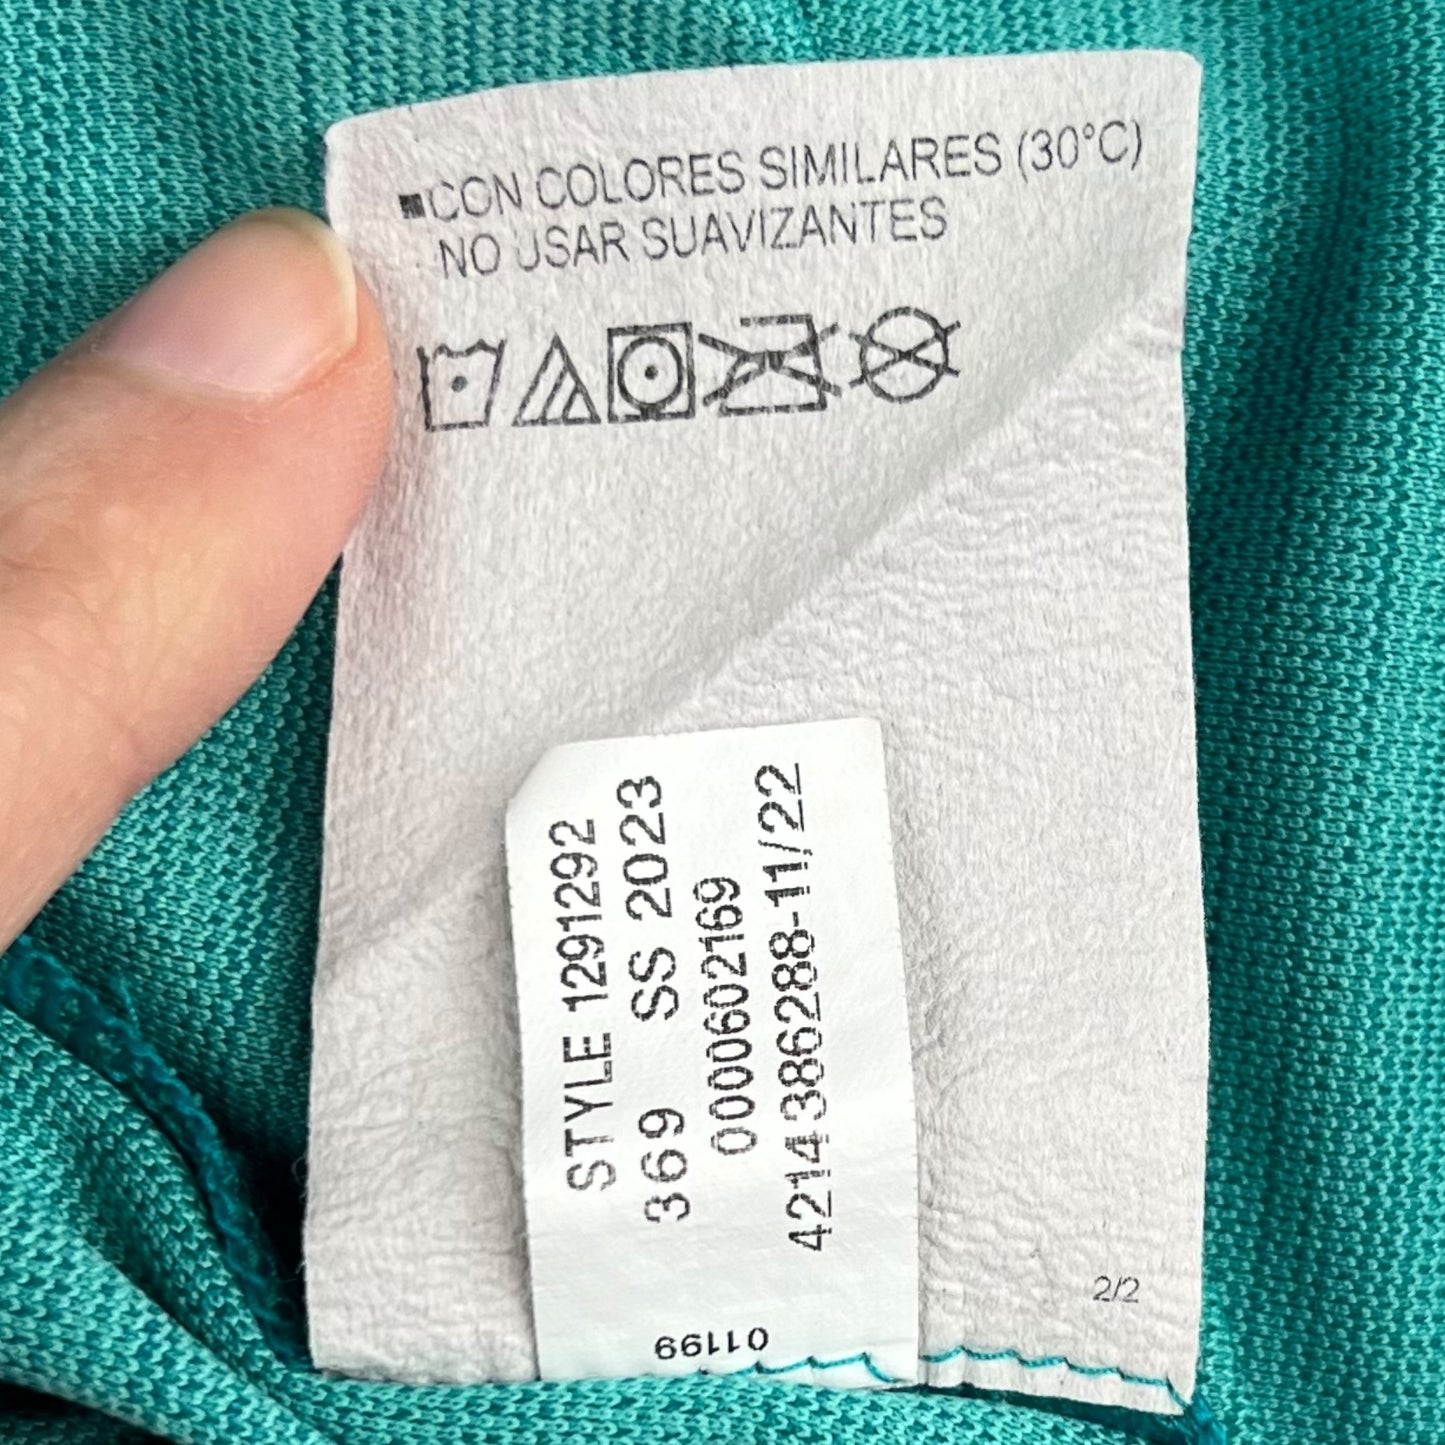 ■CON COLORES SIMILARES (30°C)
NO USAR SUAVIZANTES
STYLE 1291292
369 SS 2023
0000602169
4214386288-11/22
01199
2/2